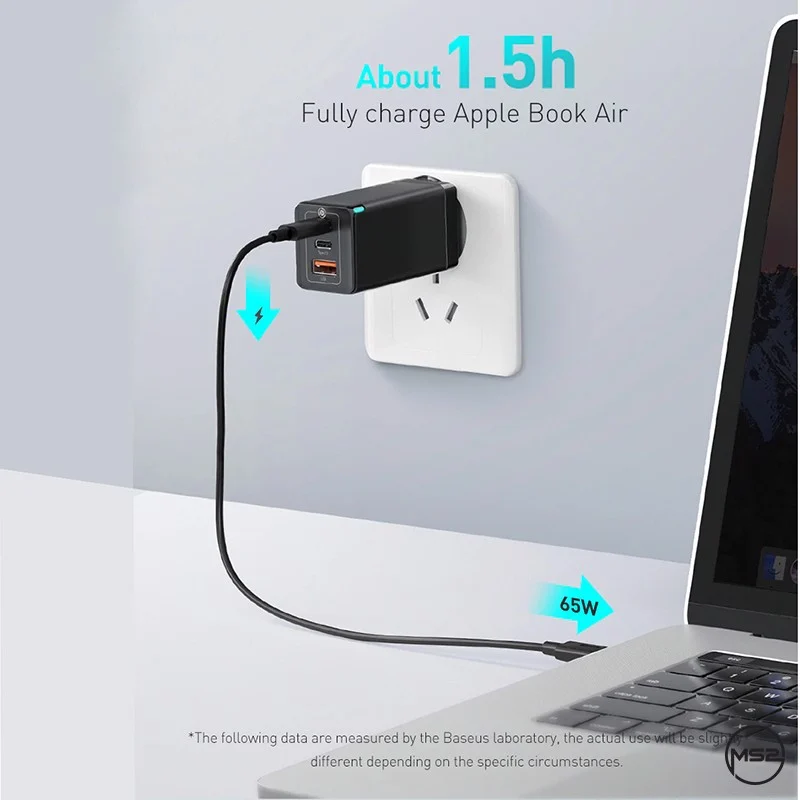 About 1.5h
Fully charge Apple Book Air
65W
*The following data are measured by the Baseus laboratory, the actual use will be slightly
different depending on the specific circumstances.
MS2